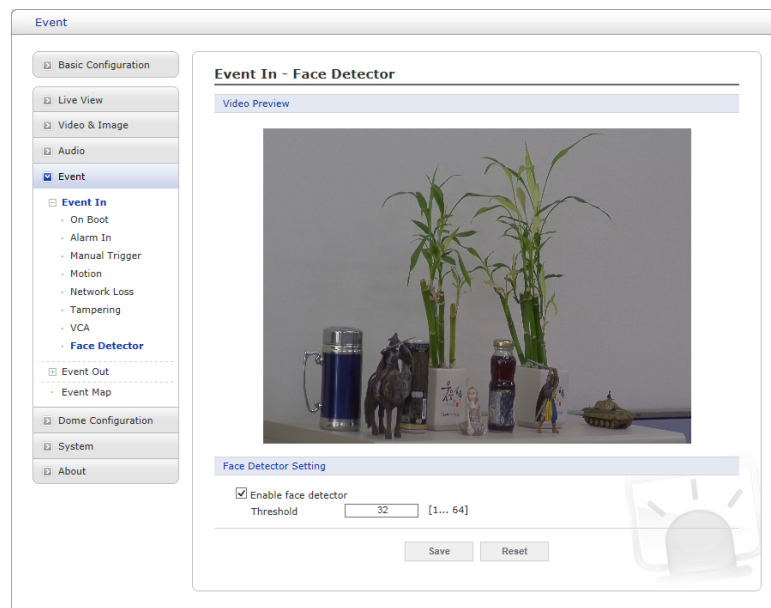 Event
Basic Configuration
Live View
Video & Image
Audio
Event
Event In
On Boot
Alarm In
Manual Trigger
Motion
Network Loss
Tampering
VCA
Face Detector
Event Out
Event Map
Dome Configuration
System
About
Event In - Face Detector
Video Preview
Face Detector Setting
Enable face detector
Threshold 32 [1... 64]
Save Reset